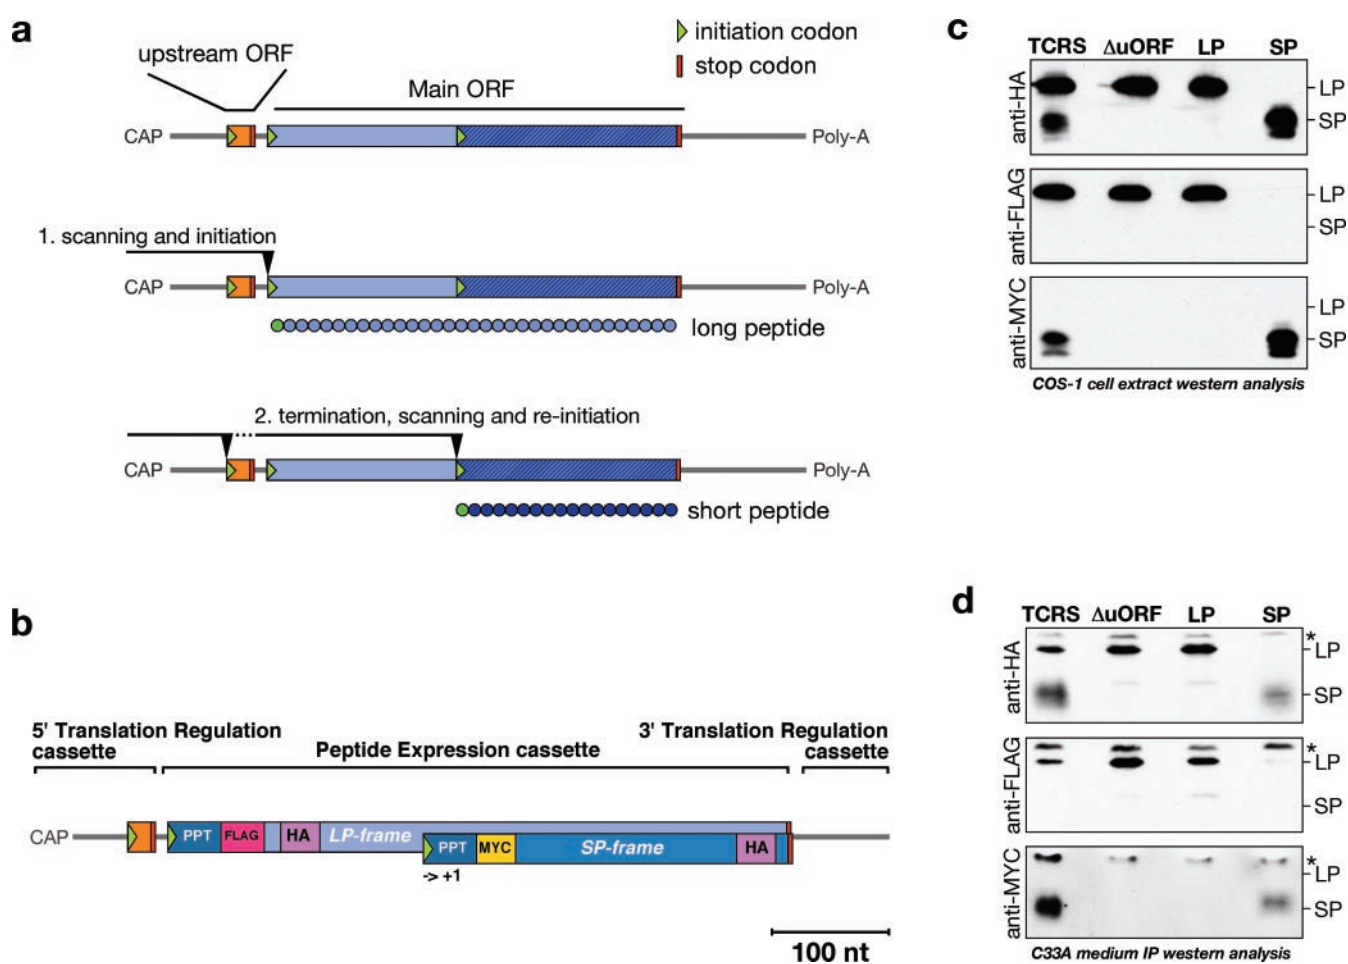 a
upstream ORF
initiation codon
stop codon
Main ORF
CAP
Poly-A
1. scanning and initiation
CAP
Poly-A
long peptide
2. termination, scanning and re-initiation
CAP
Poly-A
short peptide
b
5' Translation Regulation
cassette
Peptide Expression cassette
3' Translation Regulation
cassette
CAP
PPT
FLAG
HA
LP-frame
PPT
MYC
SP-frame
HA
-> +1
100 nt
c
TCRS ΔuORF LP SP
anti-HA
LP
SP
anti-FLAG
LP
SP
anti-MYC
LP
SP
COS-1 cell extract western analysis
d
TCRS ΔuORF LP SP
anti-HA
*
LP
SP
anti-FLAG
*
LP
SP
anti-MYC
*
LP
SP
C33A medium IP western analysis